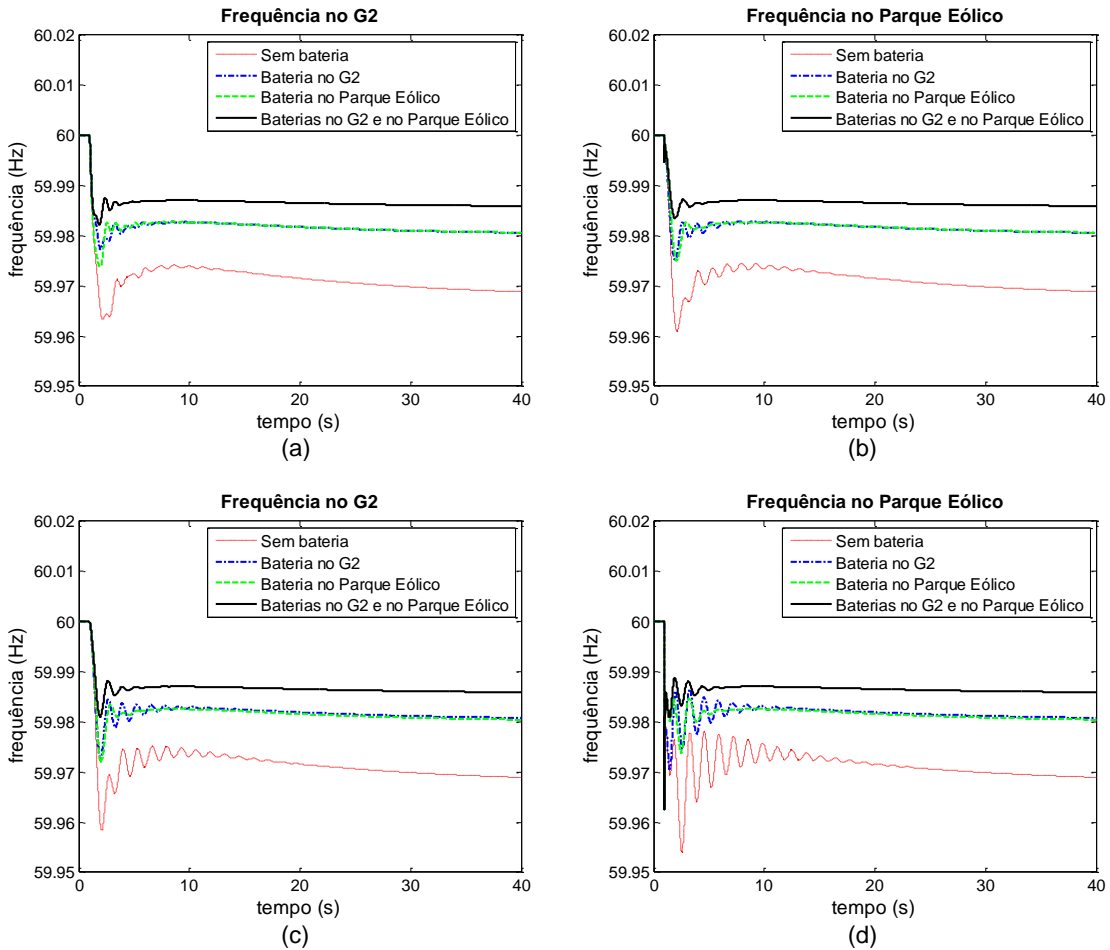 Frequência no G2
60.02
60.01
60
59.99
59.98
59.97
59.96
59.95
frequência (Hz)
Sem bateria
Bateria no G2
Bateria no Parque Eólico
Baterias no G2 e no Parque Eólico
0
10
20
30
40
tempo (s)
(a)
Frequência no Parque Eólico
60.02
60.01
60
59.99
59.98
59.97
59.96
59.95
frequência (Hz)
Sem bateria
Bateria no G2
Bateria no Parque Eólico
Baterias no G2 e no Parque Eólico
0
10
20
30
40
tempo (s)
(b)
Frequência no G2
60.02
60.01
60
59.99
59.98
59.97
59.96
59.95
frequência (Hz)
Sem bateria
Bateria no G2
Bateria no Parque Eólico
Baterias no G2 e no Parque Eólico
0
10
20
30
40
tempo (s)
(c)
Frequência no Parque Eólico
60.02
60.01
60
59.99
59.98
59.97
59.96
59.95
frequência (Hz)
Sem bateria
Bateria no G2
Bateria no Parque Eólico
Baterias no G2 e no Parque Eólico
0
10
20
30
40
tempo (s)
(d)